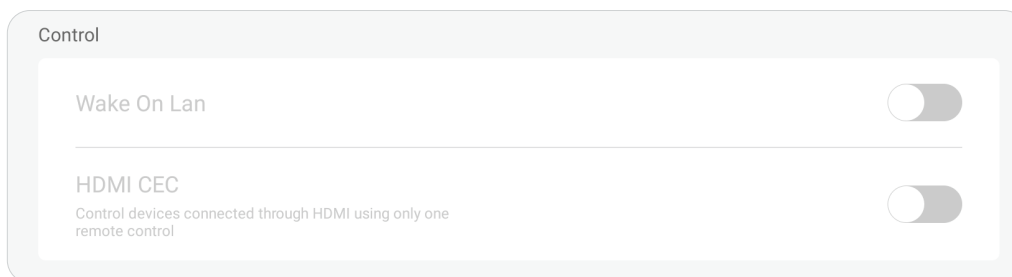 Control
Wake On Lan
HDMI CEC
Control devices connected through HDMI using only one
remote control